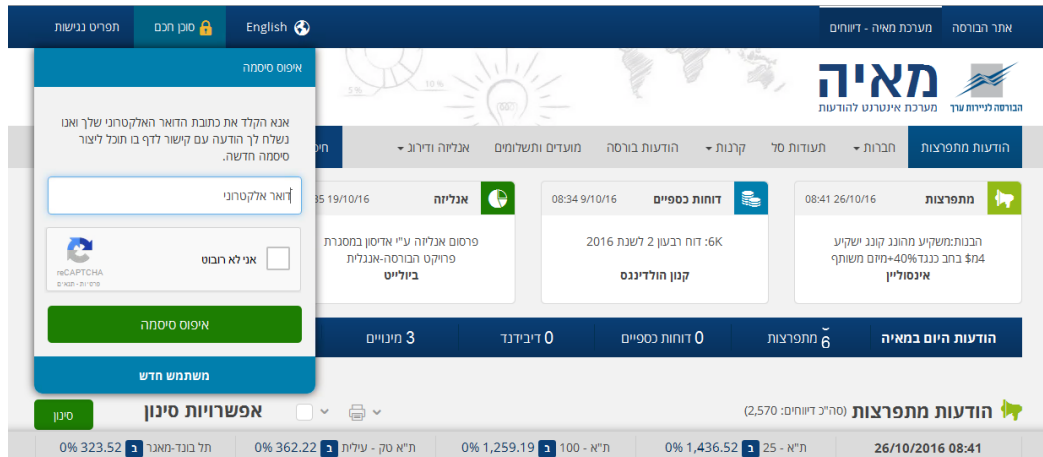 אתר הבורסה
מערכת מאיה - דיווחים
English
סוכן חכם
תפריט נגישות
מאיה
מערכת אינטרנט להודעות
הבורסה לניירות ערך
5%
10%
הודעות מתפרצות
חברות
תעודות סל
קרנות
הודעות בורסה
מועדים ותשלומים
אנליזה ודירוג
איפוס סיסמה
אנא הקלד את כתובת הדואר האלקטרוני שלך ואנו
נשלח לך הודעה עם קישור לדף בו תוכל ליצור
סיסמה חדשה.
דואר אלקטרוני
אני לא רובוט
reCAPTCHA
פרטיות - תנאים
איפוס סיסמה
משתמש חדש
מתפרצות
08:41 26/10/16
הבנות:משקיע מהונג קונג ישקיע
4מ$ בחב כנגד40%+מיזם משותף
אינסוליין
דוחות כספיים
08:34 9/10/16
6K: דוח רבעון 2 לשנת 2016
קנון הולדינגס
אנליזה
19/10/16
פרסום אנליזה ע"י אדיסון במסגרת
פרויקט הבורסה-אנגלית
ביולייט
הודעות היום במאיה
6 מתפרצות
0 דוחות כספיים
0 דיבידנד
3 מינויים
הודעות מתפרצות (סה"כ דיווחים: 2,570)
אפשרויות סינון
סינון
26/10/2016 08:41
ת"א - 25 ב 1,436.52 0%
ת"א - 100 ב 1,259.19 0%
ת"א טק - עילית ב 362.22 0%
תל בונד-מאגר ב 323.52 0%